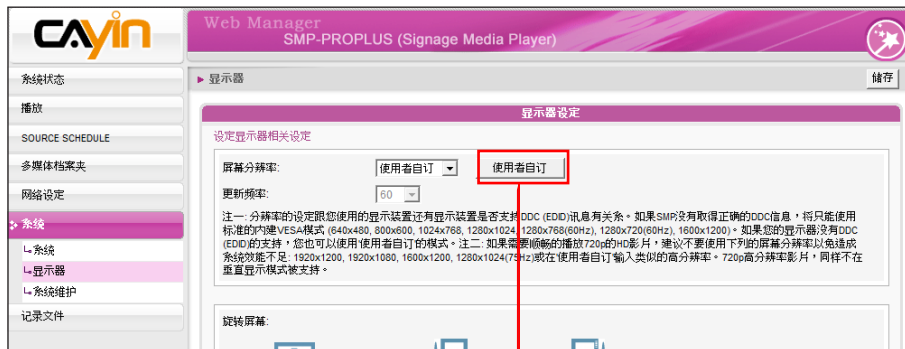 CAYIN
Web Manager
SMP-PROPLUS (Signage Media Player)
系统状态
播放
SOURCE SCHEDULE
多媒体档案夹
网络设定
系统
系统
显示器
系统维护
记录文件
显示器
储存
显示器设定
设定显示器相关设定
屏幕分辨率:
使用者自订
使用者自订
更新频率:
60
注一: 分辨率的设定跟您使用的显示装置还有显示装置是否支持DDC (EDID)讯息有关系。如果SMP没有取得正确的DDC信息，将只能使用
标准的内建VESA模式 (640x480, 800x600, 1024x768, 1280x1024, 1280x768(60Hz), 1280x720(60Hz), 1600x1200)。如果您的显示器没有DDC
(EDID)的支持，您也可以使用'使用者自订'的模式。注二: 如果需要顺畅的播放720p的HD影片，建议不要使用下列的屏幕分辨率以免造成
系统效能不足: 1920x1200, 1920x1080, 1600x1200, 1280x1024(75Hz)或在'使用者自订'输入类似的高分辨率。720p高分辨率影片，同样不在
垂直显示模式被支持。
旋转屏幕: